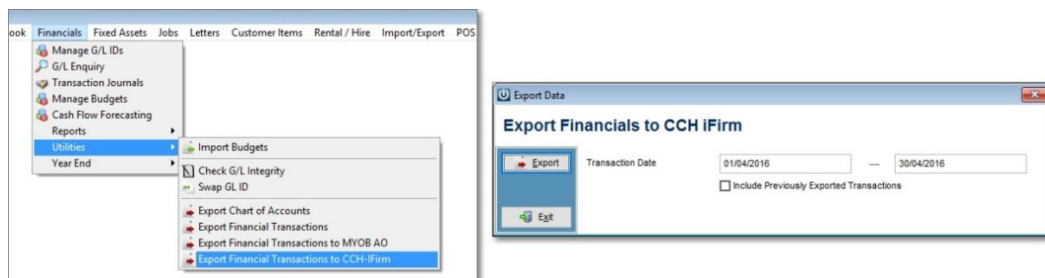 ook Financials Fixed Assets Jobs Letters Customer Items Rental / Hire Import/Export POS
Manage G/L IDs
G/L Enquiry
Transaction Journals
Manage Budgets
Cash Flow Forecasting
Reports
Utilities
Year End
Import Budgets
Check G/L Integrity
Swap GL ID
Export Chart of Accounts
Export Financial Transactions
Export Financial Transactions to MYOB AO
Export Financial Transactions to CCH-IFirm
Export Data
Export Financials to CCH iFirm
Export Transaction Date 01/04/2016 — 30/04/2016
Include Previously Exported Transactions
Exit